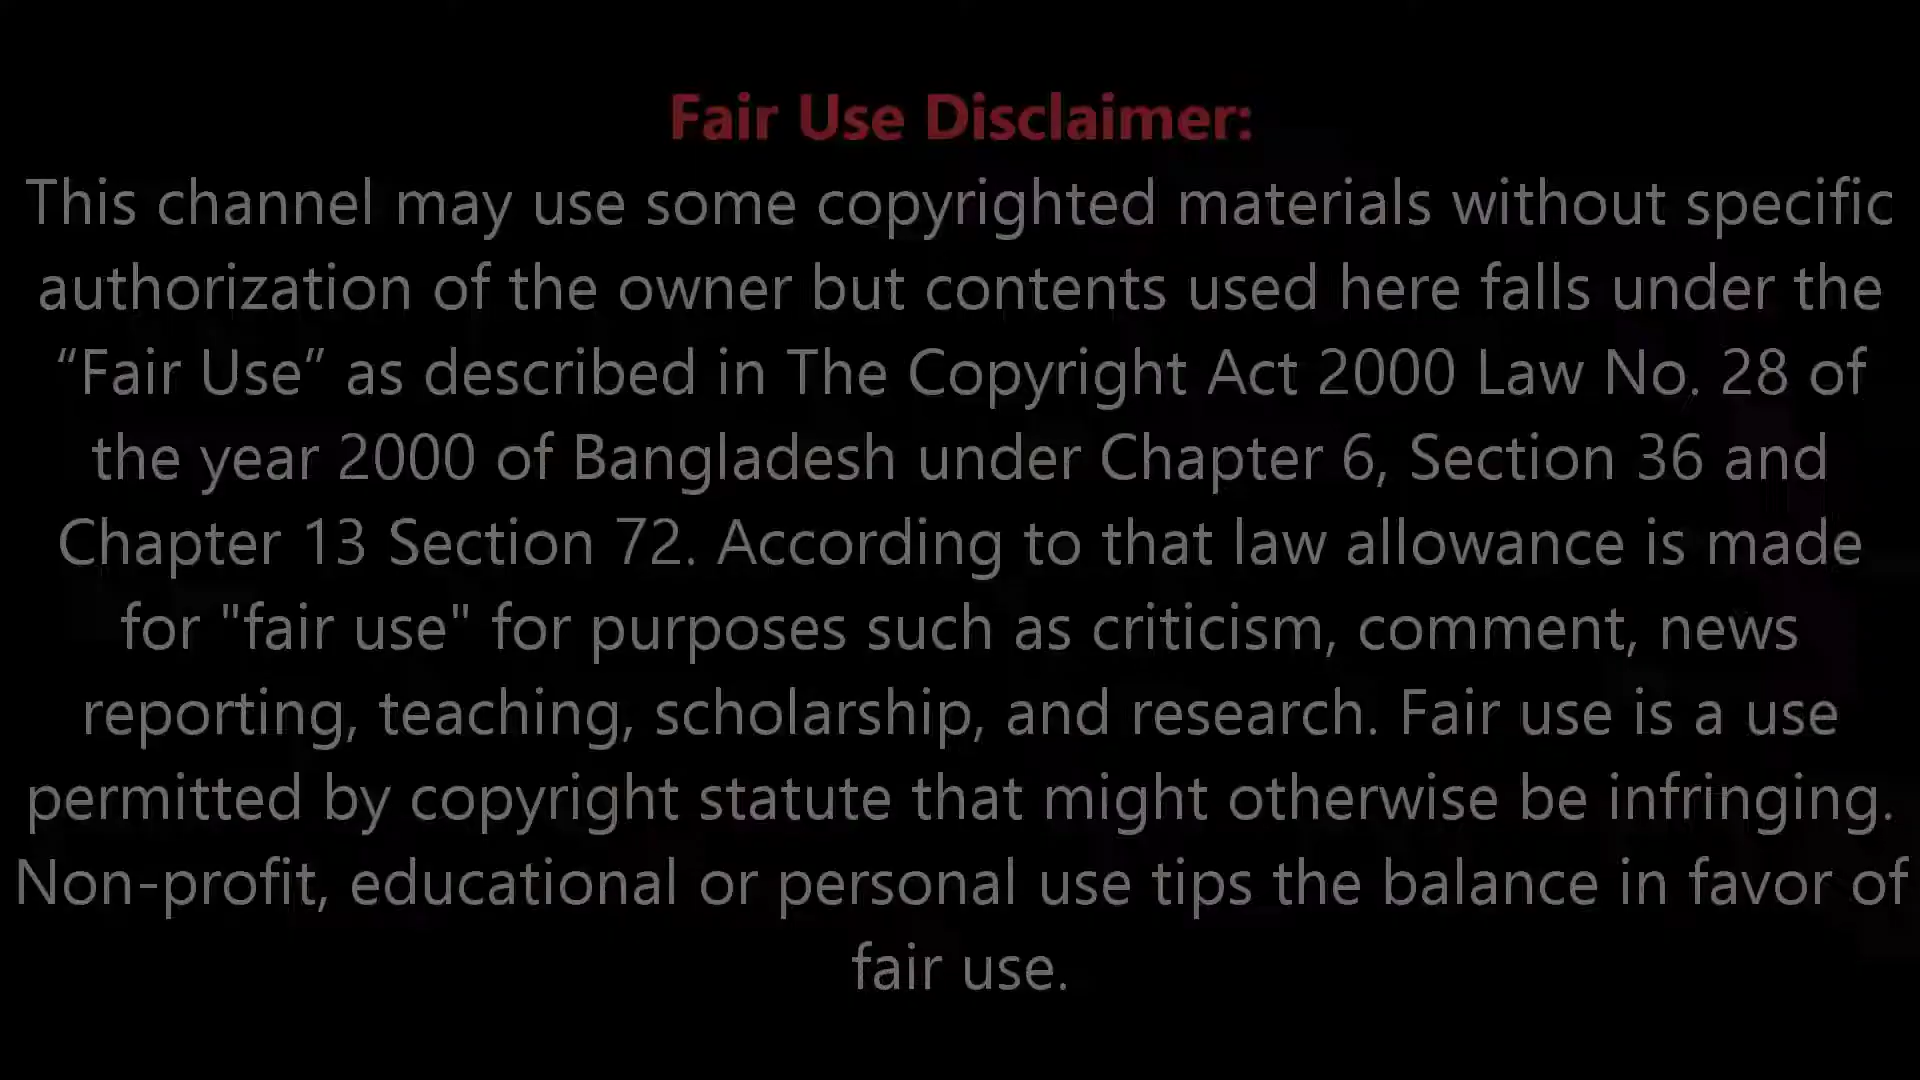 Fair Use Disclaimer:
This channel may use some copyrighted materials without specific
authorization of the owner but contents used here falls under the
“Fair Use” as described in The Copyright Act 2000 Law No. 28 of
the year 2000 of Bangladesh under Chapter 6, Section 36 and
Chapter 13 Section 72. According to that law allowance is made
for "fair use" for purposes such as criticism, comment, news
reporting, teaching, scholarship, and research. Fair use is a use
permitted by copyright statute that might otherwise be infringing.
Non-profit, educational or personal use tips the balance in favor of
fair use.